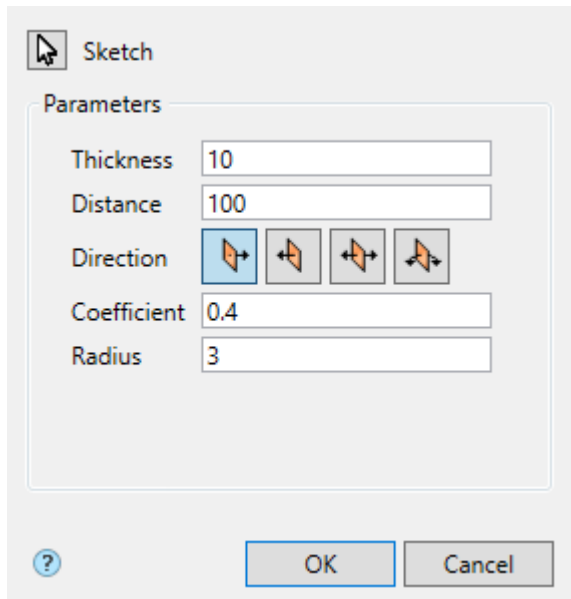 Sketch
Parameters
Thickness 10
Distance 100
Direction
Coefficient 0.4
Radius 3
?
OK Cancel